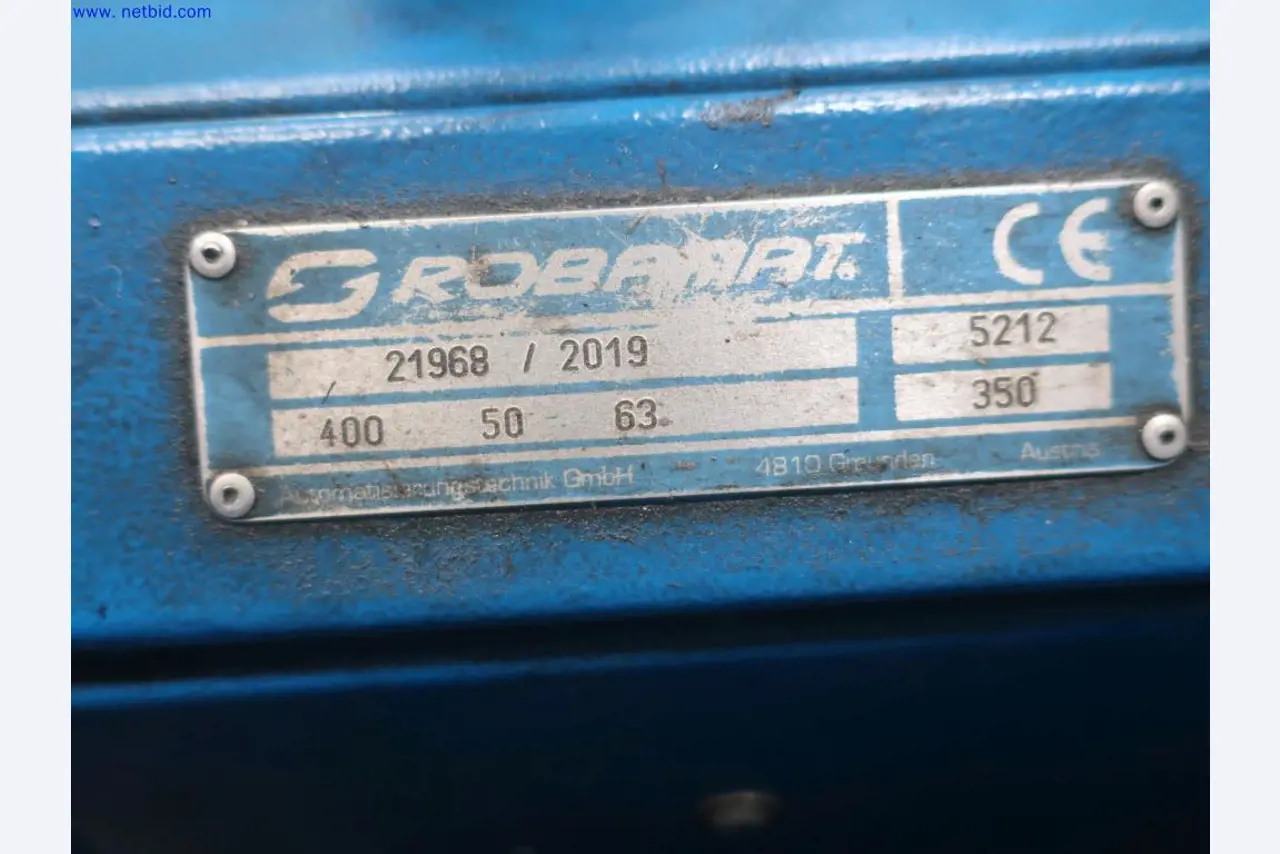 www. netbid.com
ROBAMAT
CE
21968 / 2019
5212
400 50 63
350
Automatisierungstechnik GmbH 4810 Gmunden Austria